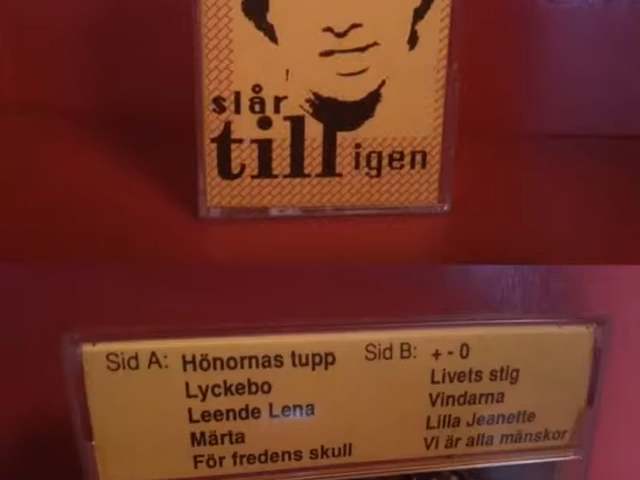 slår
till igen
Sid A: Hönornas tupp
Lyckebo
Leende Lena
Märta
För fredens skull
Sid B: + - 0
Livets stig
Vindarna
Lilla Jeanette
Vi är alla månskor